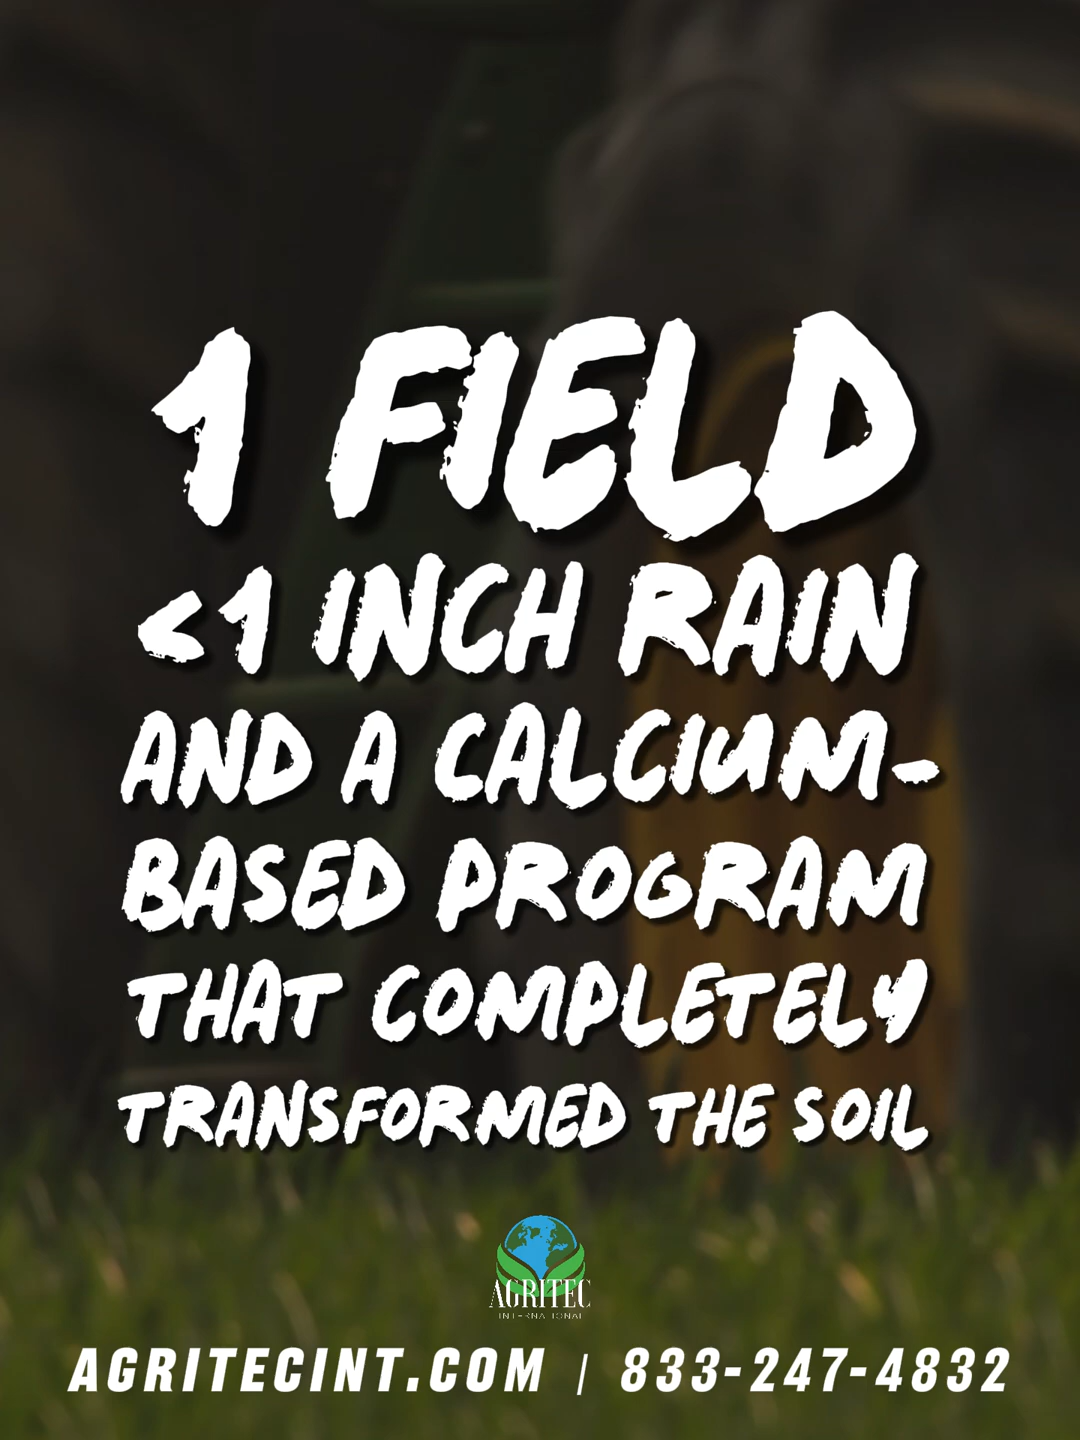 1 FIELD
<1 INCH RAIN
AND A CALCIUM-
BASED PROGRAM
THAT COMPLETELY
TRANSFORMED THE SOIL
AGRITEC
INTERNATIONAL
AGRITECINT.COM | 833-247-4832